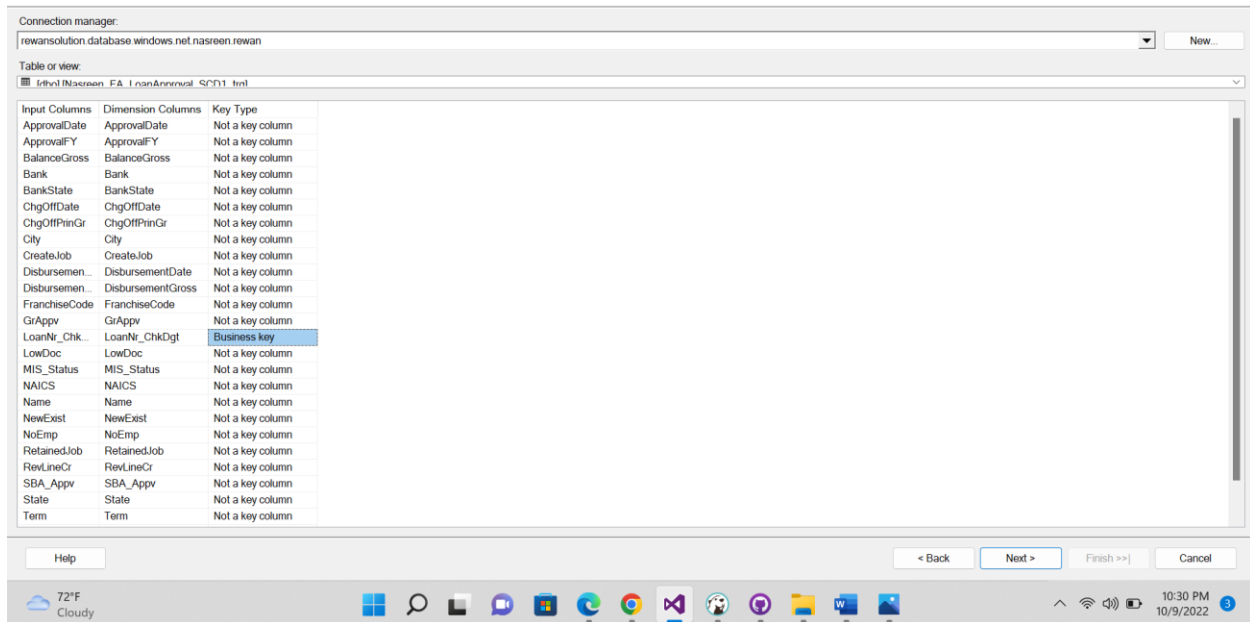 Connection manager:
rewansolution.database.windows.net.nasreen.rewan
New...
Table or view:
[dbo].[Nasreen_FA_LoanApproval_SCD1_trg]
Input Columns Dimension Columns Key Type
ApprovalDate ApprovalDate Not a key column
ApprovalFY ApprovalFY Not a key column
BalanceGross BalanceGross Not a key column
Bank Bank Not a key column
BankState BankState Not a key column
ChgOffDate ChgOffDate Not a key column
ChgOffPrinGr ChgOffPrinGr Not a key column
City City Not a key column
CreateJob CreateJob Not a key column
Disbursemen... DisbursementDate Not a key column
Disbursemen... DisbursementGross Not a key column
FranchiseCode FranchiseCode Not a key column
GrAppv GrAppv Not a key column
LoanNr_Chk... LoanNr_ChkDgt Business key
LowDoc LowDoc Not a key column
MIS_Status MIS_Status Not a key column
NAICS NAICS Not a key column
Name Name Not a key column
NewExist NewExist Not a key column
NoEmp NoEmp Not a key column
RetainedJob RetainedJob Not a key column
RevLineCr RevLineCr Not a key column
SBA_Appv SBA_Appv Not a key column
State State Not a key column
Term Term Not a key column
Help < Back Next > Finish >>| Cancel
72°F
Cloudy
10:30 PM
10/9/2022
3